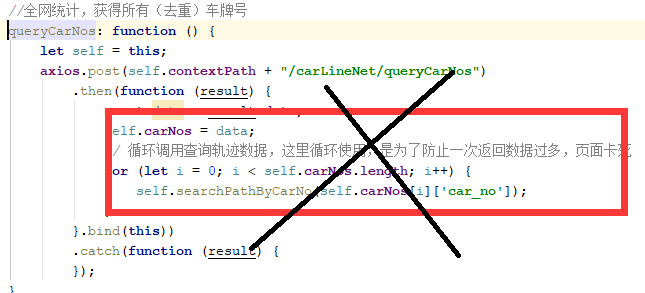 //全网统计，获得所有（去重）车牌号
queryCarNos: function () {
let self = this;
axios.post(self.contextPath + "/carLineNet/queryCarNos")
.then(function (result) {
elf.carNos = data;
/ 循环调用查询轨迹数据，这里循环使用，是为了防止一次返回数据过多，页面卡死
or (let i = 0; i < self.carNos.length; i++) {
self.searchPathByCarNo(self.carNos[i]['car_no']);
}.bind(this))
.catch(function (result) {
});
}